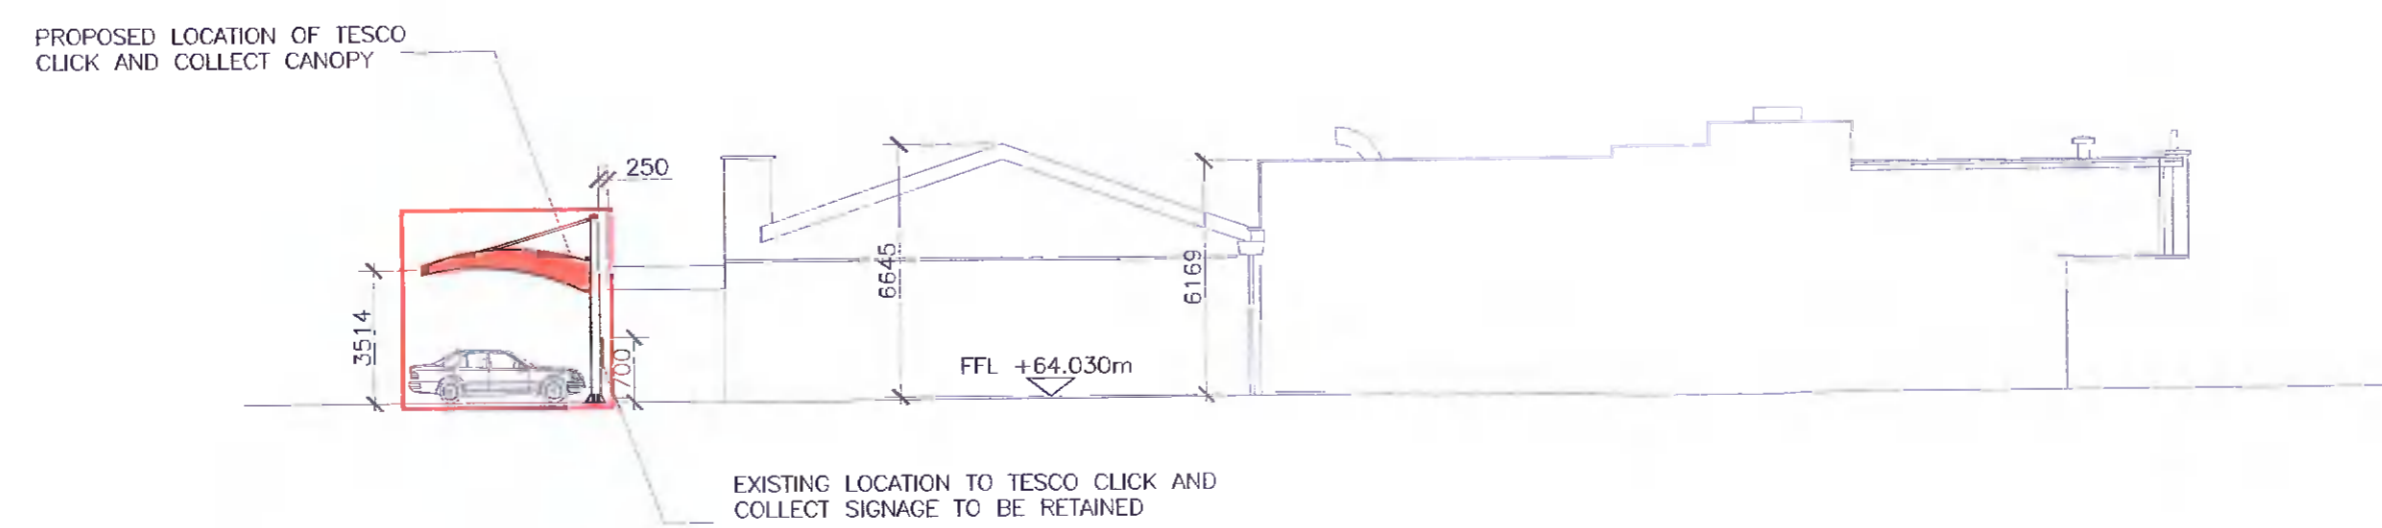 PROPOSED LOCATION OF TESCO
CLICK AND COLLECT CANOPY
250
3514
1700
6645
6169
FFL +64.030m
EXISTING LOCATION TO TESCO CLICK AND
COLLECT SIGNAGE TO BE RETAINED